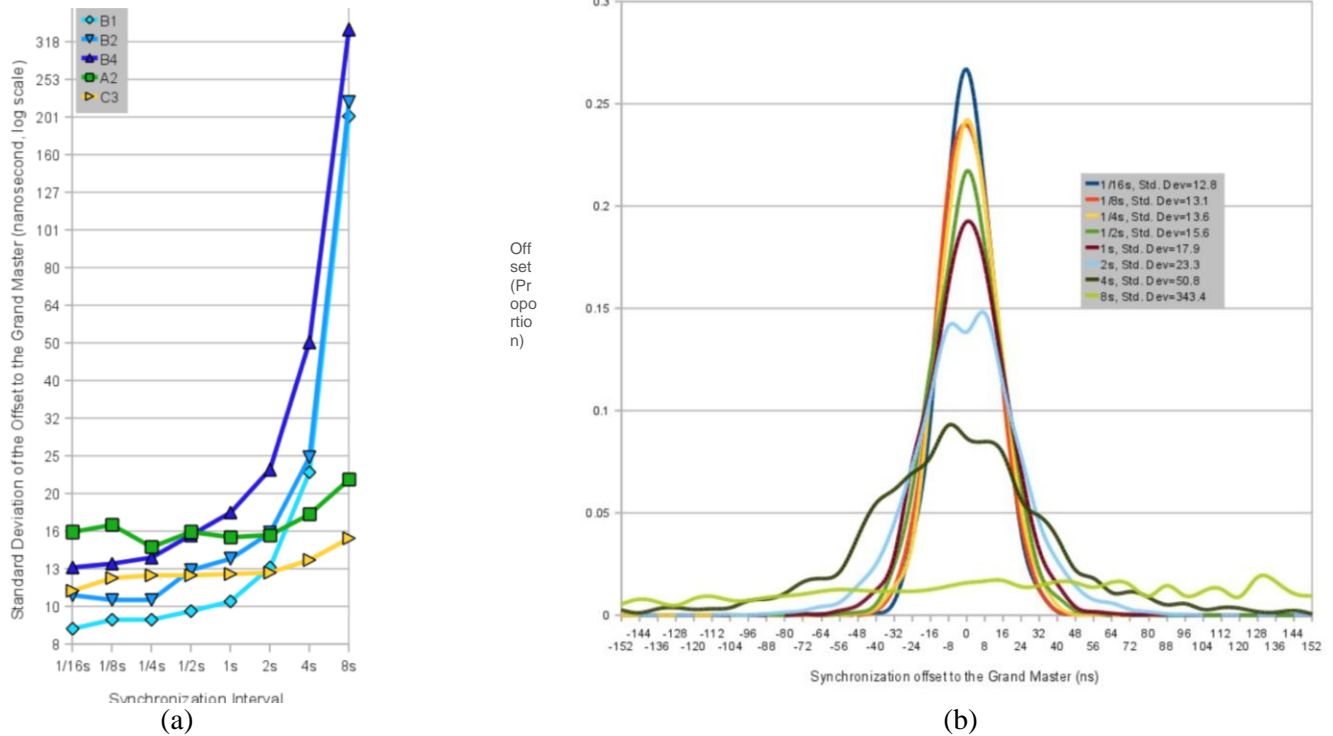 B1
B2
B4
A2
C3
318
253
201
160
127
101
80
64
50
40
32
25
20
16
13
10
8
Standard Deviation of the Offset to the Grand Master (nanosecond, log scale)
1/16s 1/8s 1/4s 1/2s 1s 2s 4s 8s
Synchronization Interval
(a)
Off
set
(Pr
opo
rtio
n)
0.3
0.25
0.2
0.15
0.1
0.05
0
1/16s, Std. Dev=12.8
1/8s, Std. Dev=13.1
1/4s, Std. Dev=13.6
1/2s, Std. Dev=15.6
1s, Std. Dev=17.9
2s, Std. Dev=23.3
4s, Std. Dev=50.8
8s, Std. Dev=343.4
-144 -128 -112 -96 -80 -64 -48 -32 -16 0 16 32 48 64 80 96 112 128 144
-152 -136 -120 -104 -88 -72 -56 -40 -24 -8 8 24 40 56 72 88 104 120 136 152
Synchronization offset to the Grand Master (ns)
(b)